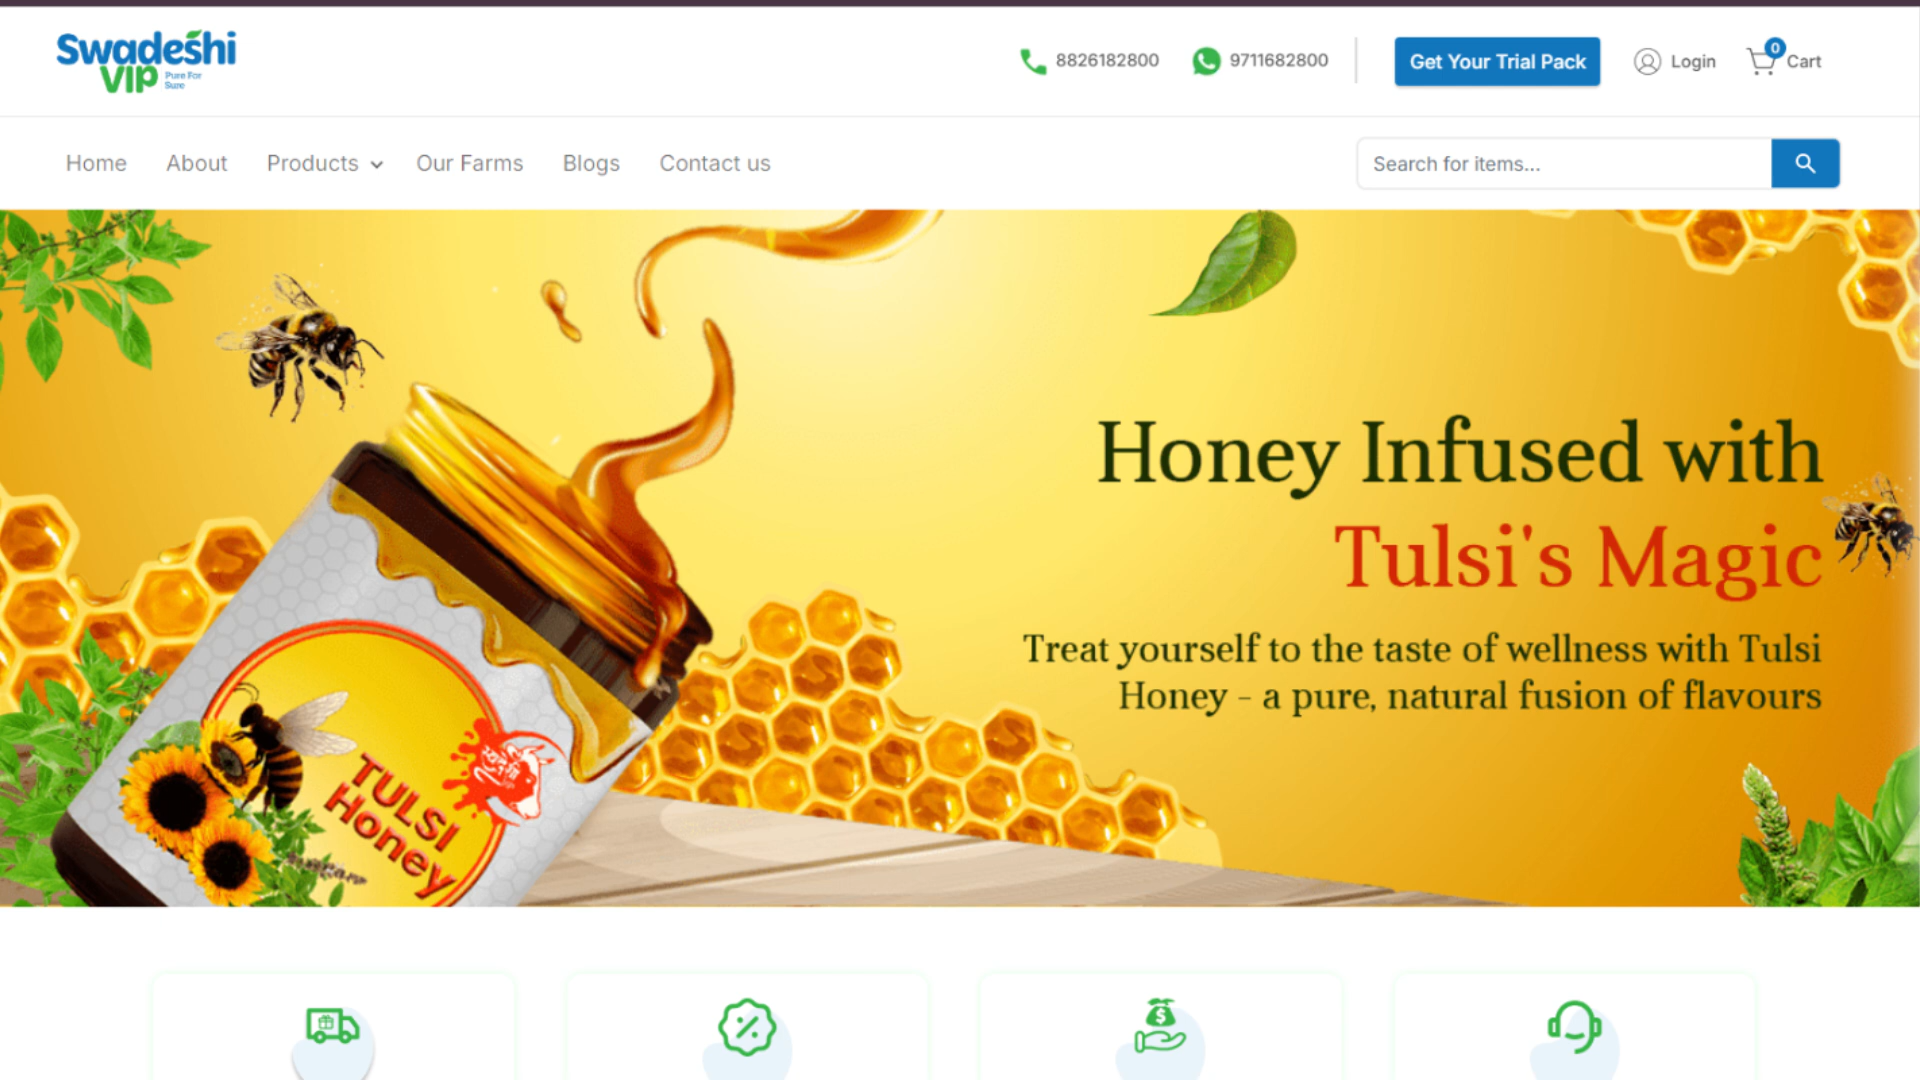 Swadeshi
VIP Pure For
Sure
8826182800
9711682800
Get Your Trial Pack
Login
0
Cart
Home
About
Products
Our Farms
Blogs
Contact us
Search for items...
Honey Infused with
Tulsi's Magic
Treat yourself to the taste of wellness with Tulsi
Honey - a pure, natural fusion of flavours
TULSI
Honey